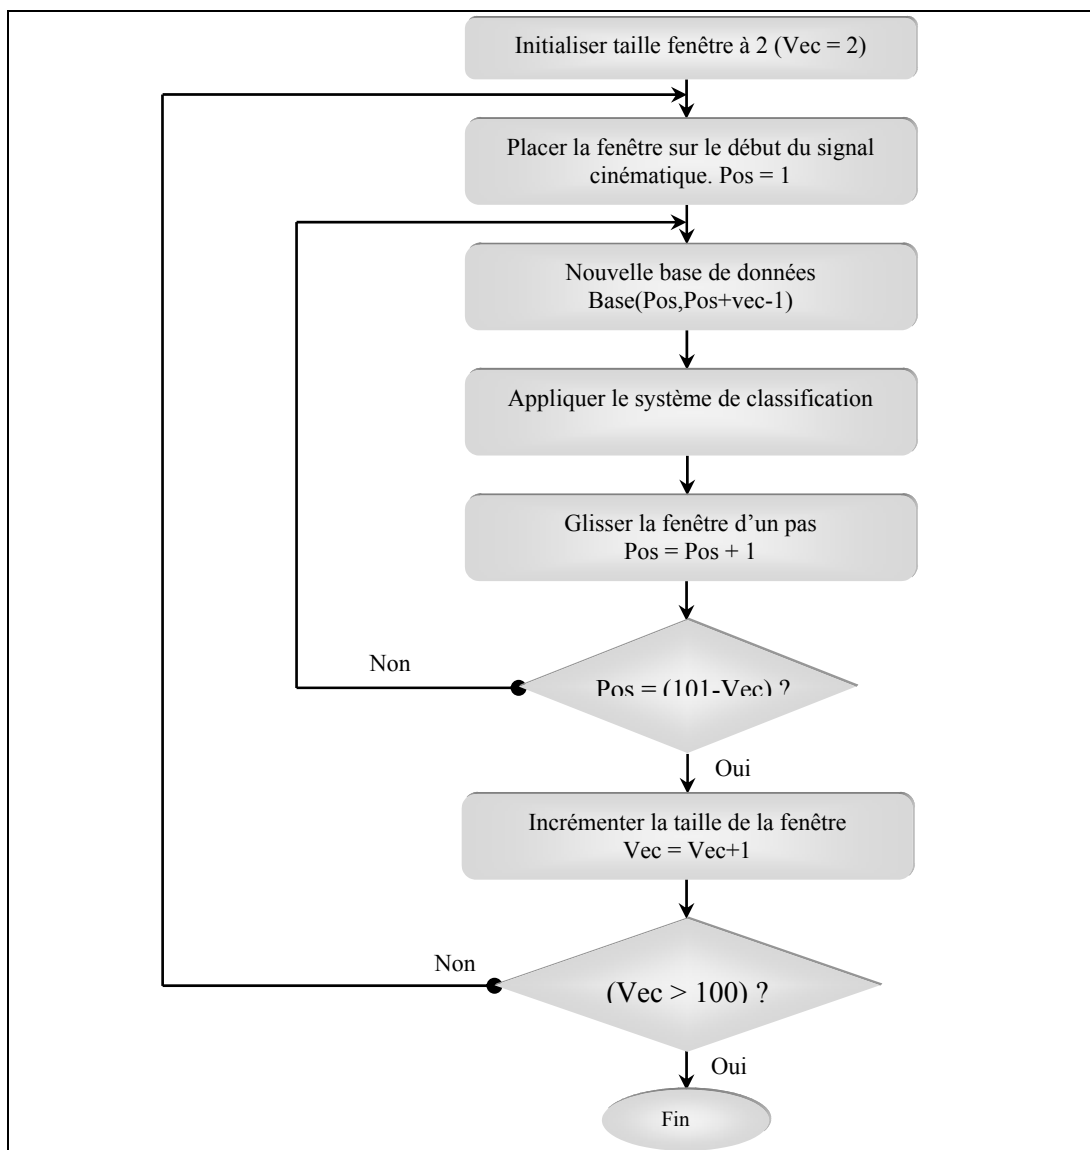 Initialiser taille fenêtre à 2 (Vec = 2)
Placer la fenêtre sur le début du signal
cinématique. Pos = 1
Nouvelle base de données
Base(Pos,Pos+vec-1)
Appliquer le système de classification
Glisser la fenêtre d’un pas
Pos = Pos + 1
Non
Pos = (101-Vec) ?
Oui
Incrémenter la taille de la fenêtre
Vec = Vec+1
Non
(Vec > 100) ?
Oui
Fin